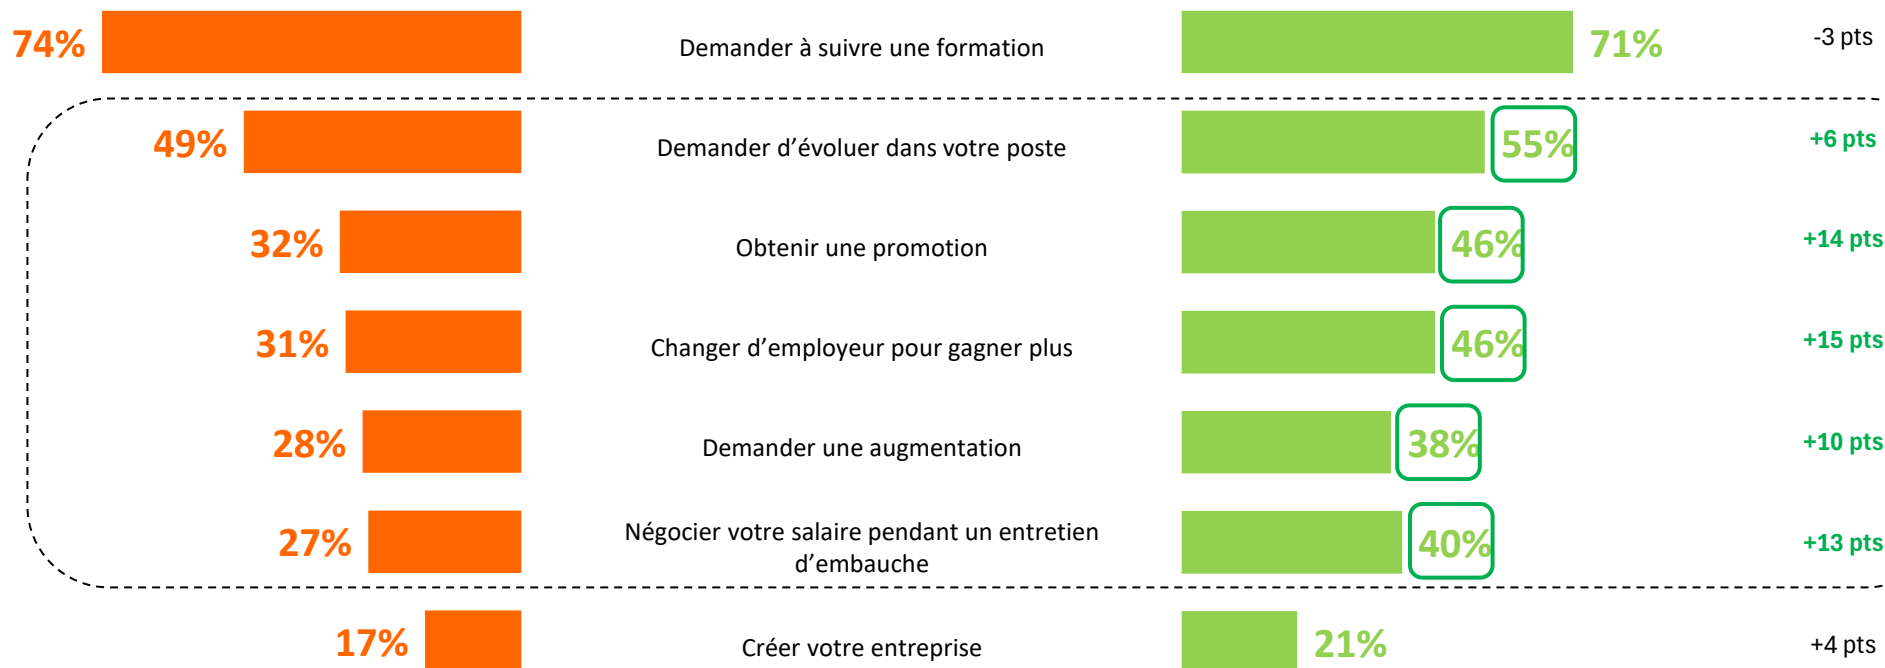 74% Demander à suivre une formation 71% -3 pts
49% Demander d’évoluer dans votre poste 55% +6 pts
32% Obtenir une promotion 46% +14 pts
31% Changer d’employeur pour gagner plus 46% +15 pts
28% Demander une augmentation 38% +10 pts
27% Négocier votre salaire pendant un entretien
d’embauche 40% +13 pts
17% Créer votre entreprise 21% +4 pts